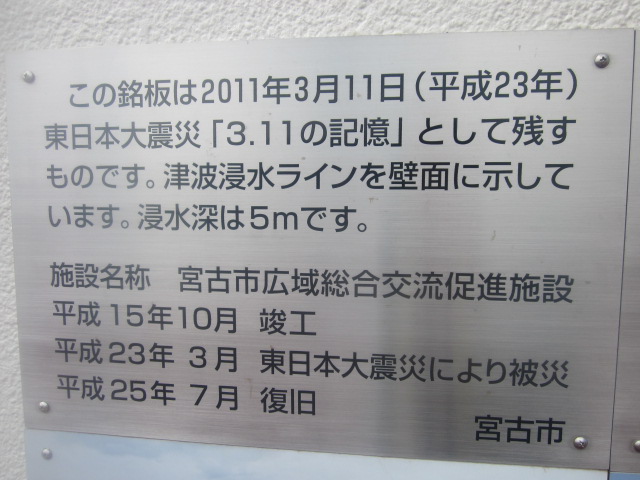 この銘板は2011年3月11日（平成23年）
東日本大震災「3.11の記憶」として残す
ものです。津波浸水ラインを壁面に示して
います。浸水深は5mです。
施設名称　宮古市広域総合交流促進施設
平成15年10月　竣工
平成23年 3月　東日本大震災により被災
平成25年 7月　復旧
宮古市